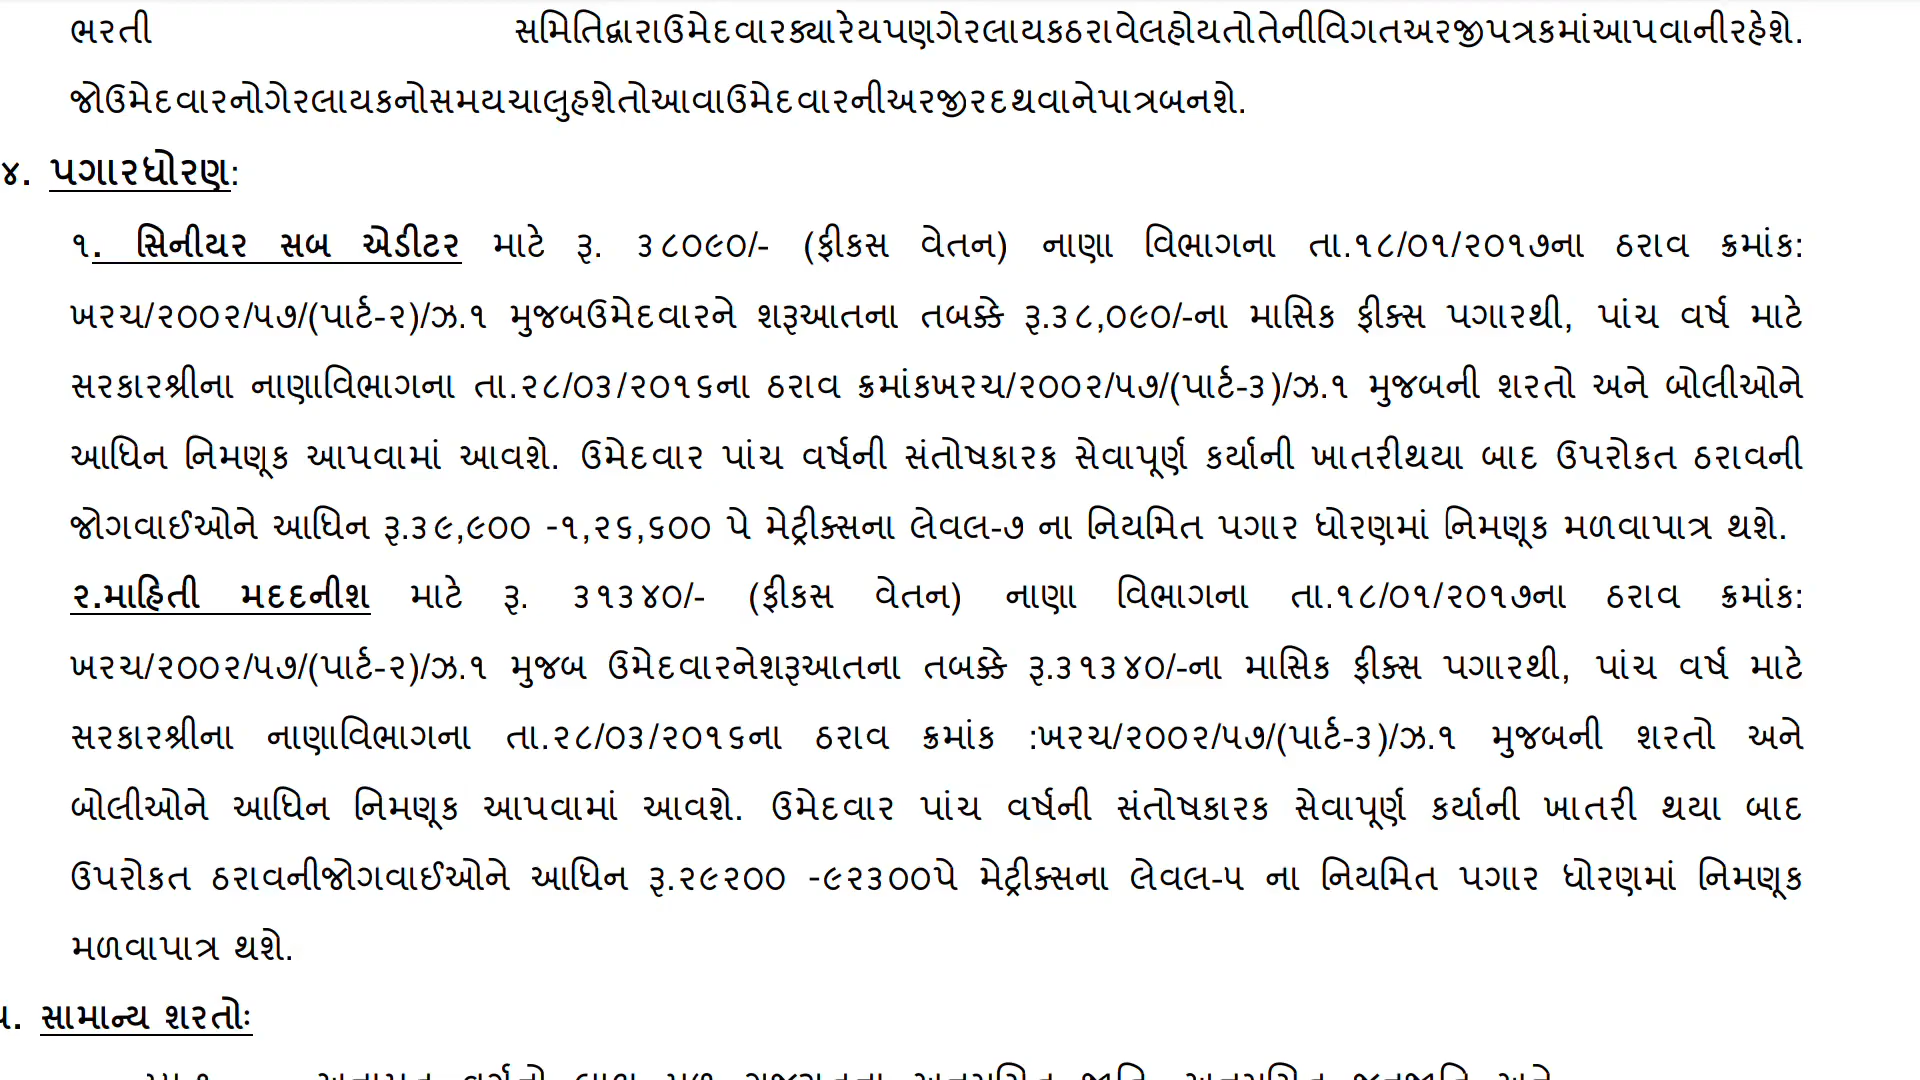 ભરતી સમિતિદ્વારાઉમેદવારક્યારેયપણગેરલાયકઠરાવેલહોયતોતેનીવિગતઅરજીપત્રકમાંઆપવાનીરહેશે.
જોઉમેદવારનોગેરલાયકનોસમયચાલુહશેતોઆવાઉમેદવારનીઅરજીરદથવાનેપાત્રબનશે.
૪. પગારધોરણ:
૧. સિનીયર સબ એડીટર માટે રૂ. ૩૮૦૯૦/- (ફીકસ વેતન) નાણા વિભાગના તા.૧૮/૦૧/૨૦૧૭ના ઠરાવ ક્રમાંક:
ખરચ/૨૦૦૨/૫૭/(પાર્ટ-૨)/ઝ.૧ મુજબઉમેદવારને શરૂઆતના તબક્કે રૂ.૩૮,૦૯૦/-ના માસિક ફીક્સ પગારથી, પાંચ વર્ષ માટે
સરકારશ્રીના નાણાવિભાગના તા.૨૮/૦૩/૨૦૧૬ના ઠરાવ ક્રમાંકખરચ/૨૦૦૨/૫૭/(પાર્ટ-૩)/ઝ.૧ મુજબની શરતો અને બોલીઓને
આધિન નિમણૂક આપવામાં આવશે. ઉમેદવાર પાંચ વર્ષની સંતોષકારક સેવાપૂર્ણ કર્યાની ખાતરીથયા બાદ ઉપરોકત ઠરાવની
જોગવાઈઓને આધિન રૂ.૩૯,૯૦૦ -૧,૨૬,૬૦૦ પે મેટ્રીક્સના લેવલ-૭ ના નિયમિત પગાર ધોરણમાં નિમણૂક મળવાપાત્ર થશે.
૨.માહિતી મદદનીશ માટે રૂ. ૩૧૩૪૦/- (ફીકસ વેતન) નાણા વિભાગના તા.૧૮/૦૧/૨૦૧૭ના ઠરાવ ક્રમાંક:
ખરચ/૨૦૦૨/૫૭/(પાર્ટ-૨)/ઝ.૧ મુજબ ઉમેદવારનેશરૂઆતના તબક્કે રૂ.૩૧૩૪૦/-ના માસિક ફીક્સ પગારથી, પાંચ વર્ષ માટે
સરકારશ્રીના નાણાવિભાગના તા.૨૮/૦૩/૨૦૧૬ના ઠરાવ ક્રમાંક :ખરચ/૨૦૦૨/૫૭/(પાર્ટ-૩)/ઝ.૧ મુજબની શરતો અને
બોલીઓને આધિન નિમણૂક આપવામાં આવશે. ઉમેદવાર પાંચ વર્ષની સંતોષકારક સેવાપૂર્ણ કર્યાની ખાતરી થયા બાદ
ઉપરોકત ઠરાવનીજોગવાઈઓને આધિન રૂ.૨૯૨૦૦ -૯૨૩૦૦પે મેટ્રીક્સના લેવલ-૫ ના નિયમિત પગાર ધોરણમાં નિમણૂક
મળવાપાત્ર થશે.
૫. સામાન્ય શરતોઃ